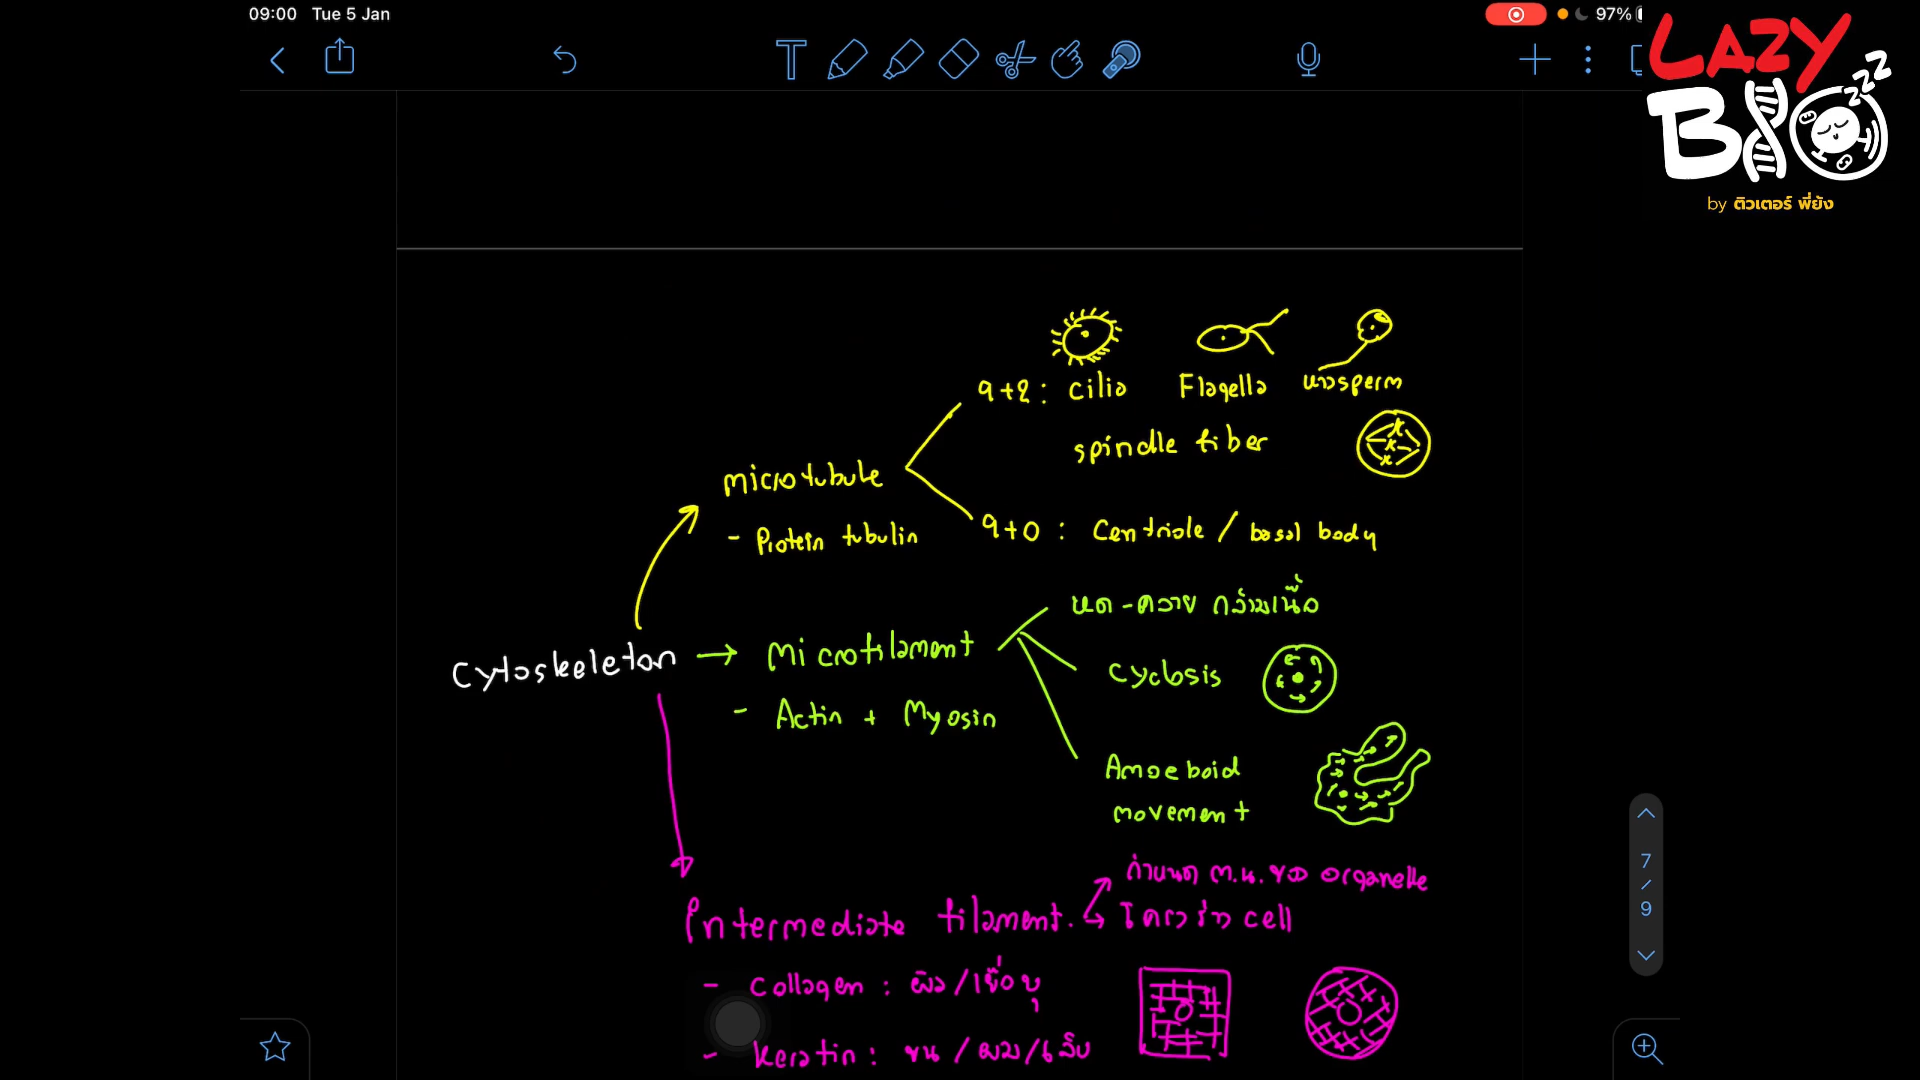 09:00 Tue 5 Jan
97%
LAZY
BIO zzz
by ติวเตอร์ พี่ยัง
9+2 : cilia Flagella หางsperm
spindle fiber
microtubule
- Protein tubulin
9+0 : Centriole / basal body
หด-คลาย กล้ามเนื้อ
Cytoskeleton → Microfilament
cyclosis
- Actin + Myosin
Amoeboid
movement
กำหนด ต.น. ของ organelle
Intermediate filament. โครงร่าง cell
- Collagen : ผิว/เยื่อบุ
- keratin : ขน / ผม / เล็บ
7
/
9